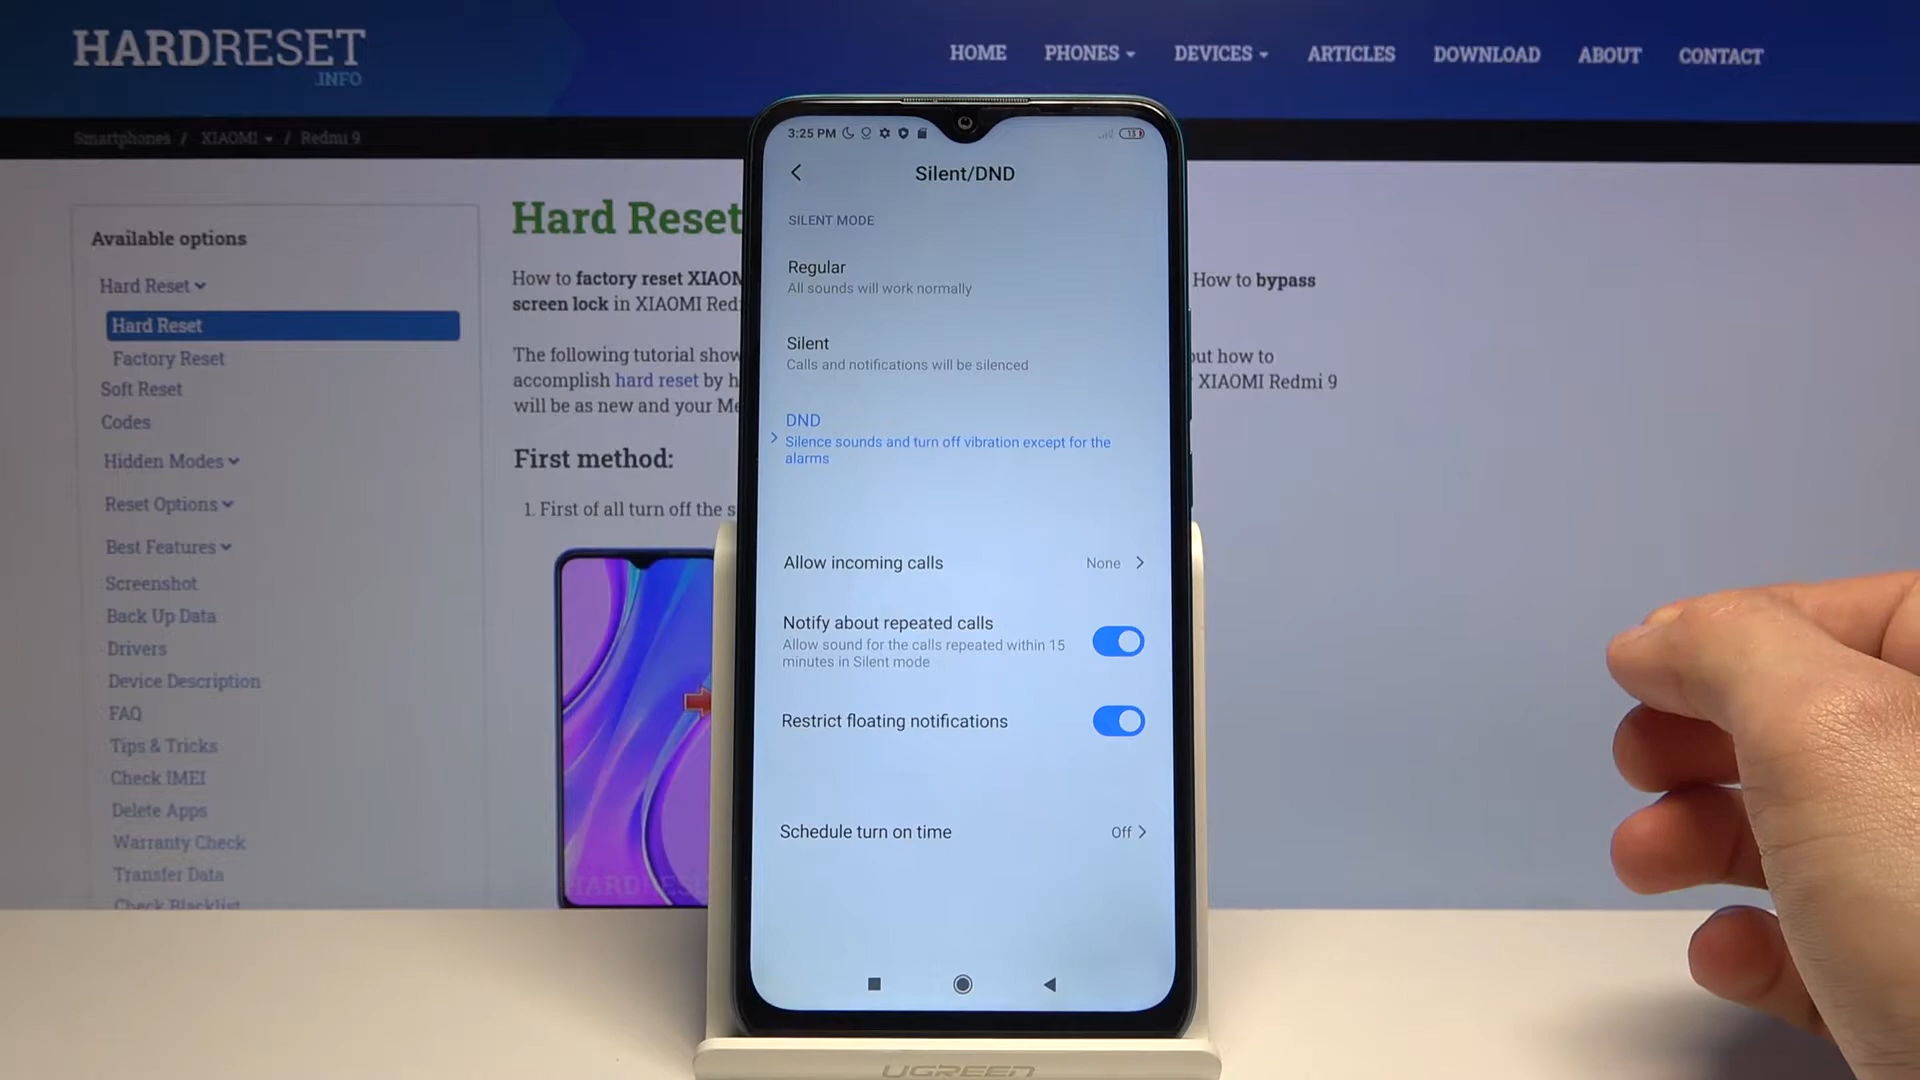 HARDRESET
.INFO
HOME PHONES DEVICES ARTICLES DOWNLOAD ABOUT CONTACT
Smartphones / XIAOMI / Redmi 9
Available options
Hard Reset
Hard Reset
Factory Reset
Soft Reset
Codes
Hidden Modes
Reset Options
Best Features
Screenshot
Back Up Data
Drivers
Device Description
FAQ
Tips & Tricks
Check IMEI
Delete Apps
Warranty Check
Transfer Data
Check Blacklist
Hard Reset
How to factory reset XIAOM
How to bypass
screen lock in XIAOMI Red
The following tutorial show
out how to
accomplish hard reset by h
XIAOMI Redmi 9
will be as new and your Me
First method:
1. First of all turn off the s
HARDRES
3:25 PM
13
Silent/DND
SILENT MODE
Regular
All sounds will work normally
Silent
Calls and notifications will be silenced
DND
Silence sounds and turn off vibration except for the
alarms
Allow incoming calls None
Notify about repeated calls
Allow sound for the calls repeated within 15
minutes in Silent mode
Restrict floating notifications
Schedule turn on time Off
UGREEN